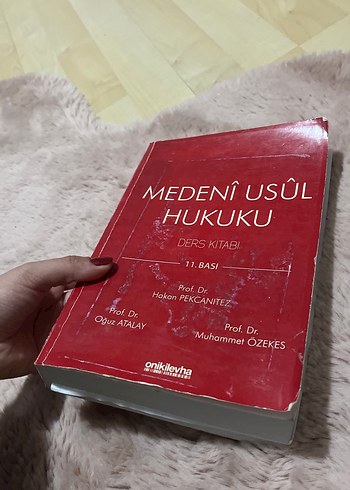 MEDENÎ USÛL
HUKUKU
DERS KİTABI
11. BASI
Prof. Dr.
Hakan PEKCANITEZ
Prof. Dr.
Oğuz ATALAY
Prof. Dr.
Muhammet ÖZEKES
onikilevha